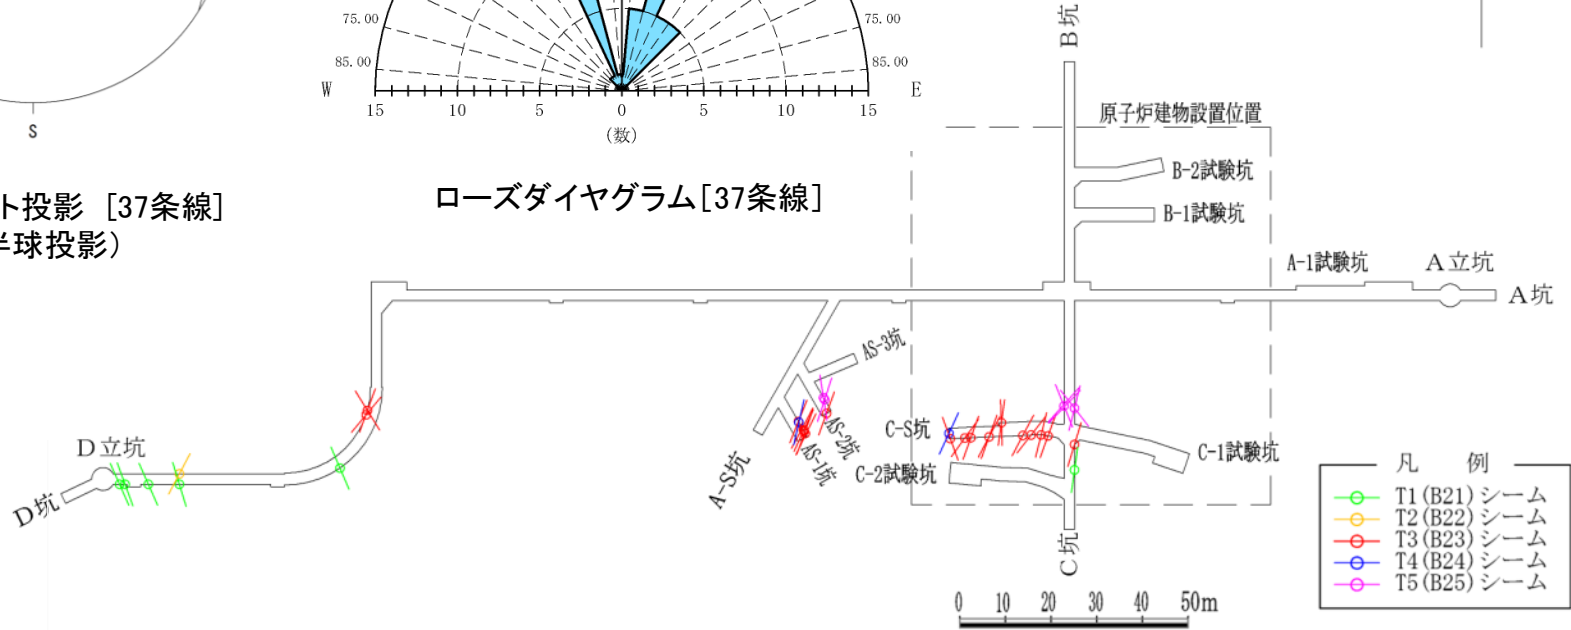 S
75.00
75.00
85.00
85.00
W
E
15
10
5
0
5
10
15
(数)
ト投影 [37条線]
半球投影)
ローズダイヤグラム[37条線]
B坑
原子炉建物設置位置
B-2試験坑
B-1試験坑
A-1試験坑
A立坑
A坑
AS-3坑
AS-2坑
AS-1坑
A-S坑
C-S坑
C-2試験坑
C-1試験坑
C坑
D立坑
D坑
凡 例
T1(B21)シーム
T2(B22)シーム
T3(B23)シーム
T4(B24)シーム
T5(B25)シーム
0 10 20 30 40 50m